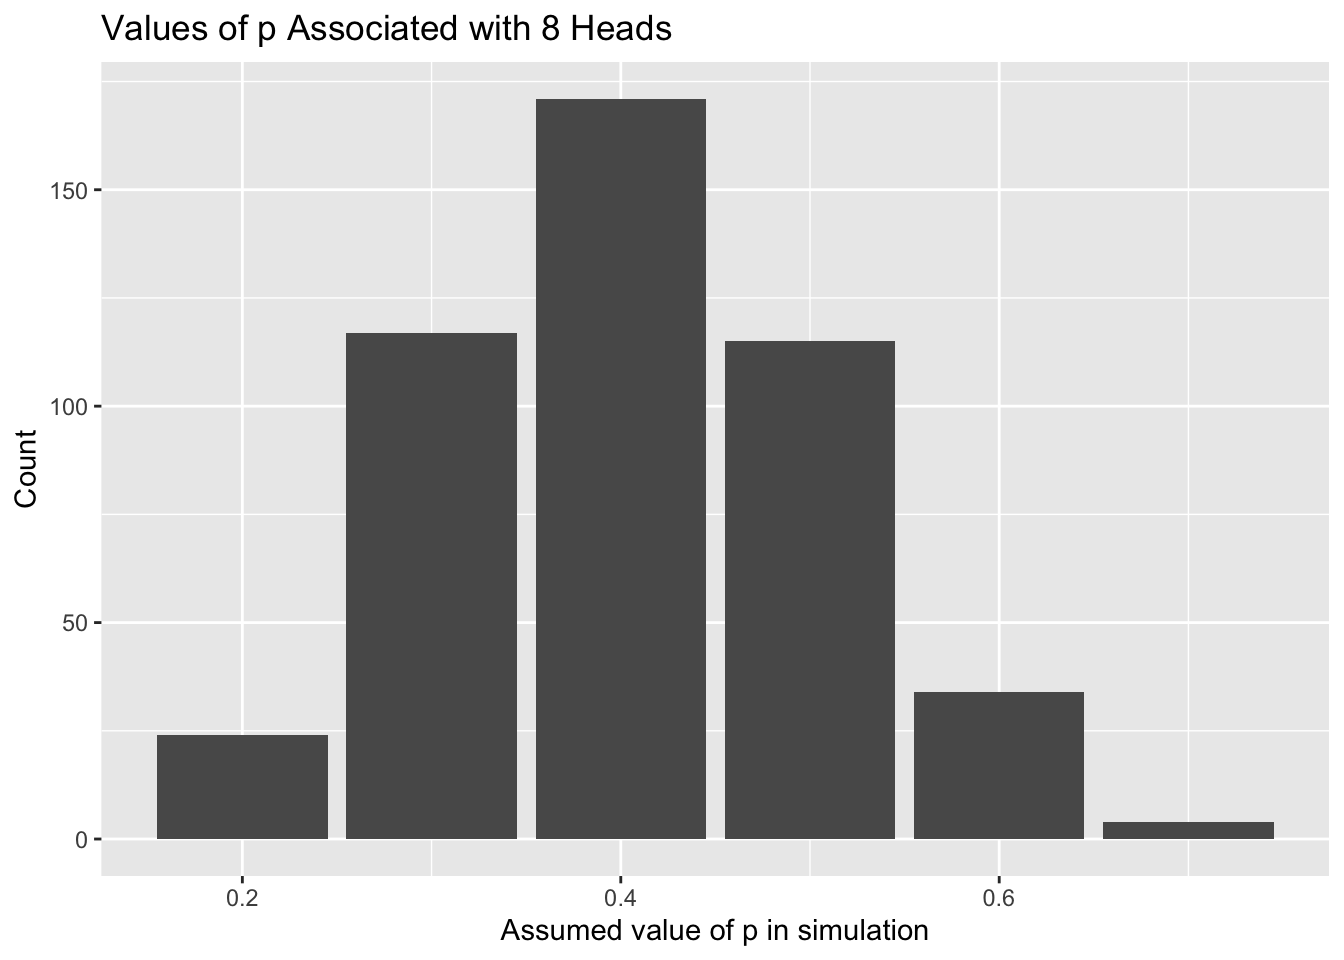 Values of p Associated with 8 Heads
Count
150
100
50
0
0.2 0.4 0.6
Assumed value of p in simulation